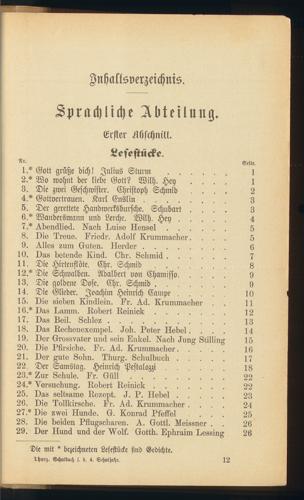 Inhaltsverzeichnis.
Sprachliche Abteilung.
Erster Abschnitt.
Lesestücke.
Nr. Seite.
1.* Gott grüße dich! Julius Sturm . . . . . 1
2.* Wo wohnt der liebe Gott? Wilh. Hey . . . . 1
3. Die zwei Geschwister. Christoph Schmid . . . 2
4.* Gottvertrauen. Karl Enslin . . . . . 3
5. Der gerettete Handwerksbursche. Schubart . . . 3
6.* Wandersmann und Lerche. Wilh. Hey . . . . 4
7.* Abendlied. Nach Luise Hensel . . . . . 5
8. Die Treue. Friedr. Adolf Krummacher . . . . 5
9. Alles zum Guten. Herder . . . . . 6
10. Das betende Kind. Chr. Schmid . . . . . 7
11. Die Hirtenflöte. Chr. Schmid . . . . . 8
12.* Die Schwalben. Adalbert von Chamisso . . . . 9
13. Die goldene Dose. Chr. Schmid . . . . . 9
14. Die Glieder. Joachim Heinrich Campe . . . . 10
15. Die sieben Kindlein. Fr. Ad. Krummacher . . . 11
16.* Das Lamm. Robert Reinick . . . . . 12
17. Das Beil. Schlez . . . . . 13
18. Das Rechenexempel. Joh. Peter Hebel . . . . 14
19. Der Grossvater und sein Enkel. Nach Jung Stilling . 15
20. Die Pfirsiche. Fr. Ad. Krummacher . . . . 16
21. Der gute Sohn. Thurg. Schulbuch . . . . 17
22. Der Samstag. Heinrich Pestalozzi . . . . 18
23.* Zur Schule. Fr. Güll . . . . . 22
24.* Versuchung. Robert Reinick . . . . . 22
25. Das seltsame Rezept. J. P. Hebel . . . . 23
26. Die Tollkirsche. Fr. Ad. Krummacher . . . . 24
27.* Die zwei Hunde. G. Konrad Pfeffel . . . . 25
28. Die beiden Pflugscharen. A. Gottl. Meissner . . 26
29. Der Hund und der Wolf. Gotth. Ephraim Lessing . 26
Die mit * bezeichneten Lesestücke sind Gedichte.
Thurg. Schulbuch f. d. 4. Schuljahr. 12